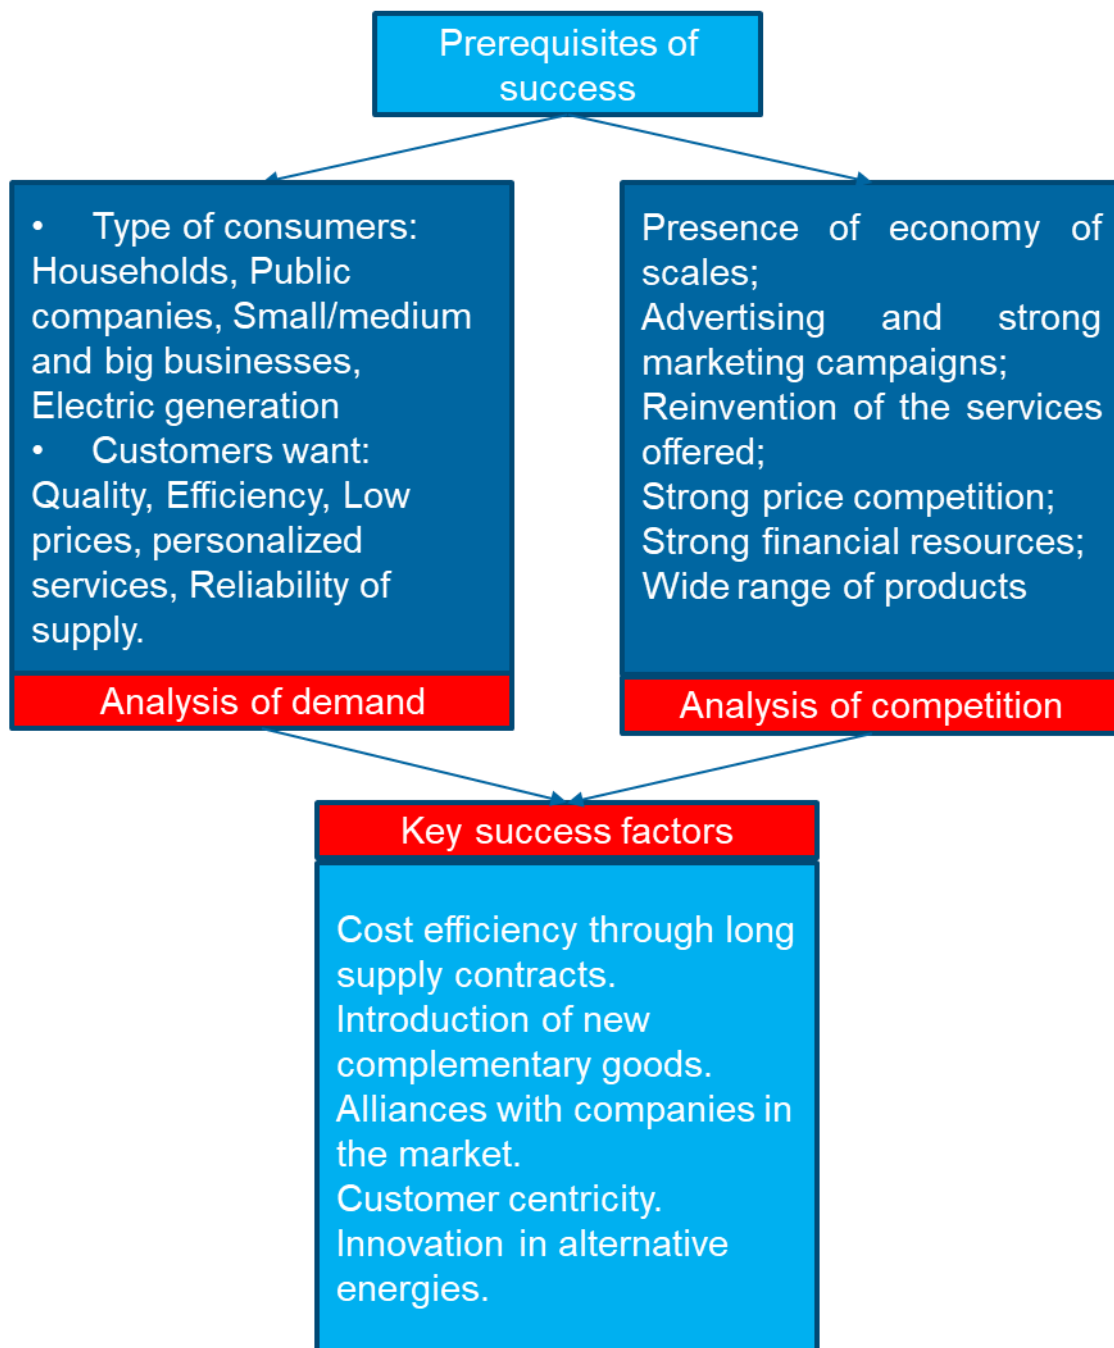 Prerequisites of
success
• Type of consumers:
Households, Public
companies, Small/medium
and big businesses,
Electric generation
• Customers want:
Quality, Efficiency, Low
prices, personalized
services, Reliability of
supply.
Analysis of demand
Presence of economy of
scales;
Advertising and strong
marketing campaigns;
Reinvention of the services
offered;
Strong price competition;
Strong financial resources;
Wide range of products
Analysis of competition
Key success factors
Cost efficiency through long
supply contracts.
Introduction of new
complementary goods.
Alliances with companies in
the market.
Customer centricity.
Innovation in alternative
energies.